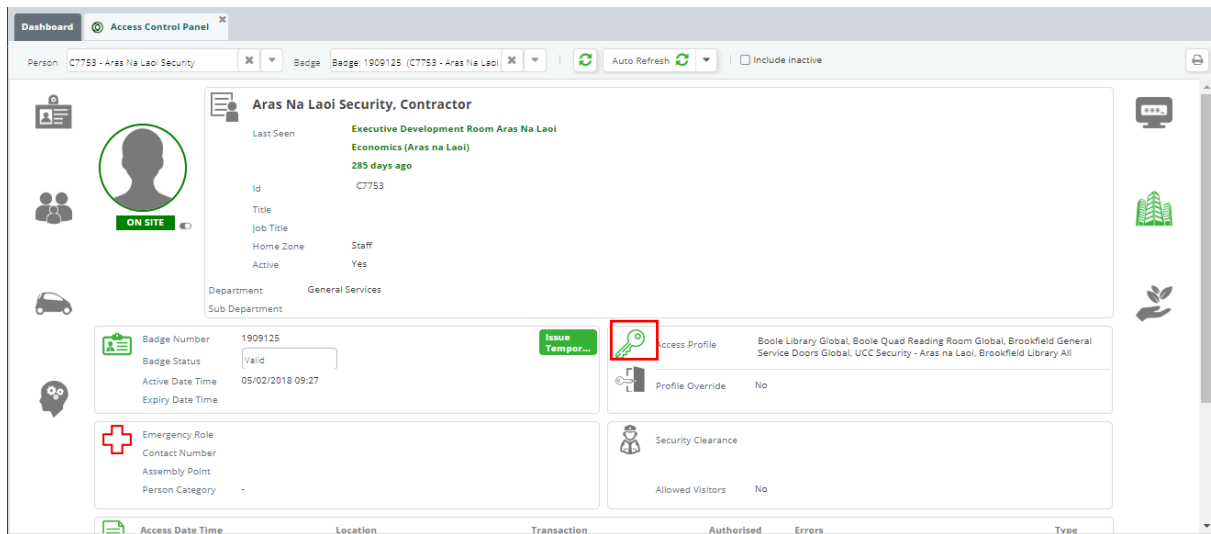 Dashboard
Access Control Panel
Person C7753 - Aras Na Laoi Security
Badge Badge: 1909125 (C7753 - Aras Na Laoi
Auto Refresh
Include inactive
Aras Na Laoi Security, Contractor
Last Seen Executive Development Room Aras Na Laoi
Economics (Aras na Laoi)
285 days ago
Id C7753
Title
ON SITE
Job Title
Home Zone Staff
Active Yes
Department General Services
Sub Department
Badge Number 1909125
Issue
Tempor...
Badge Status Valid
Active Date Time 05/02/2018 09:27
Expiry Date Time
Access Profile Boole Library Global, Boole Quad Reading Room Global, Brookfield General
Service Doors Global, UCC Security - Aras na Laoi, Brookfield Library All
Profile Override No
Emergency Role
Contact Number
Assembly Point
Person Category -
Security Clearance
Allowed Visitors No
Access Date Time Location Transaction Authorised Errors Type